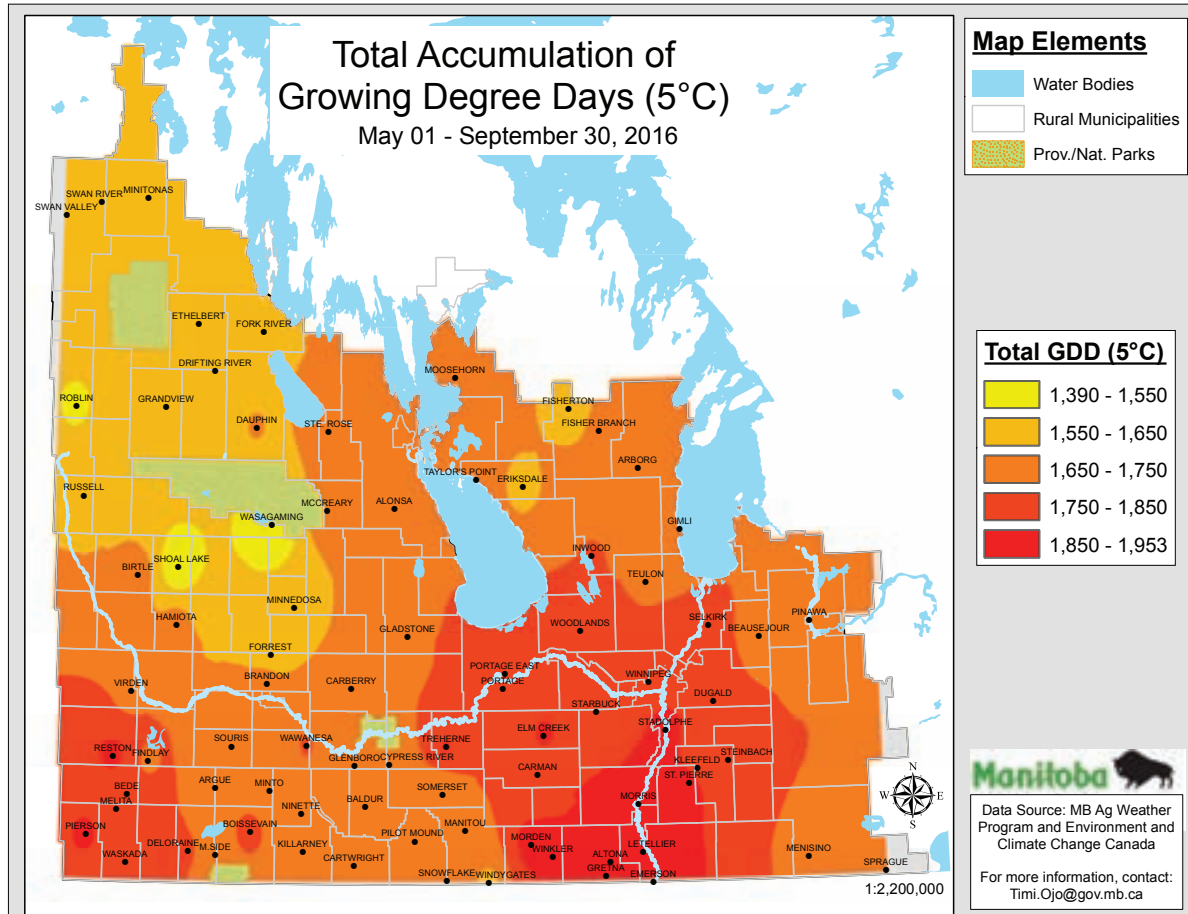 Total Accumulation of
Growing Degree Days (5°C)
May 01 - September 30, 2016
SWAN RIVER
MINITONAS
SWAN VALLEY
ETHELBERT
FORK RIVER
DRIFTING RIVER
MOOSEHORN
ROBLIN
GRANDVIEW
FISHERTON
DAUPHIN
STE. ROSE
FISHER BRANCH
ARBORG
TAYLOR'S POINT
ERIKSDALE
RUSSELL
MCCREARY
ALONSA
WASAGAMING
GIMLI
SHOAL LAKE
INWOOD
BIRTLE
TEULON
MINNEDOSA
HAMIOTA
GLADSTONE
WOODLANDS
SELKIRK
BEAUSEJOUR
PINAWA
FORREST
PORTAGE EAST
BRANDON
CARBERRY
PORTAGE
WINNIPEG
VIRDEN
DUGALD
STARBUCK
STADOLPHE
ELM CREEK
SOURIS
WAWANESA
TREHERNE
RESTON
FINDLAY
STEINBACH
GLENBORO
CYPRESS RIVER
KLEEFELD
CARMAN
ST. PIERRE
BEDE
ARGUE
MINTO
MELITA
NINETTE
BALDUR
SOMERSET
MORRIS
PIERSON
BOISSEVAIN
MANITOU
PILOT MOUND
MORDEN
DELORAINE
M.SIDE
KILLARNEY
WINKLER
LETELLIER
WASKADA
CARTWRIGHT
ALTONA
MENISINO
SNOWFLAKE
WINDYGATES
GRETNA
EMERSON
SPRAGUE
N
W
E
S
1:2,200,000
Map Elements
Water Bodies
Rural Municipalities
Prov./Nat. Parks
Total GDD (5°C)
1,390 - 1,550
1,550 - 1,650
1,650 - 1,750
1,750 - 1,850
1,850 - 1,953
Manitoba
Data Source: MB Ag Weather
Program and Environment and
Climate Change Canada
For more information, contact:
Timi.Ojo@gov.mb.ca